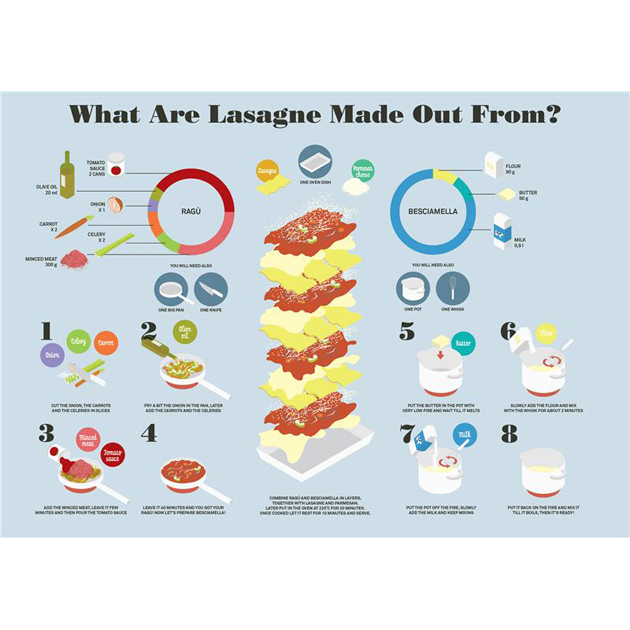 What Are Lasagne Made Out From?
TOMATO
SAUCE
2 CANS
OLIVE OIL
20 ml
ONION
X 1
CARROT
X 2
CELERY
X 2
MINCED MEAT
300 g
RAGÙ
YOU WILL NEED ALSO
ONE BIG PAN
ONE KNIFE
Lasagne
ONE OVEN DISH
Parmesan
cheese
BESCIAMELLA
FLOUR
50 g
BUTTER
50 g
MILK
0,5 l
YOU WILL NEED ALSO
ONE POT
ONE WHISK
1
Onion
Celery
Carrot
CUT THE ONION, THE CARROTS
AND THE CELERIES IN SLICES
2
Olive
oil
FRY A BIT THE ONION IN THE PAN, LATER
ADD THE CARROTS AND THE CELERIES
3
Minced
meat
Tomato
sauce
ADD THE MINCED MEAT, LEAVE IT FEW
MINUTES AND THEN POUR THE TOMATO SAUCE
4
LEAVE IT 40 MINUTES AND YOU GOT YOUR
RAGÙ! NOW LET'S PREPARE BESCIAMELLA!
COMBINE RAGÙ AND BESCIAMELLA IN LAYERS,
TOGETHER WITH LASAGNE AND PARMESAN.
LATER PUT IN THE OVEN AT 220°C FOR 20 MINUTES.
ONCE COOKED LET IT REST FOR 10 MINUTES AND SERVE.
5
Butter
PUT THE BUTTER IN THE POT WITH
VERY LOW FIRE AND WAIT TILL IT MELTS
6
Flour
SLOWLY ADD THE FLOUR AND MIX
WITH THE WHISK FOR ABOUT 2 MINUTES
7
Milk
PUT THE POT OFF THE FIRE, SLOWLY
ADD THE MILK AND KEEP MIXING
8
PUT IT BACK ON THE FIRE AND MIX IT
TILL IT BOILS, THEN IT'S READY!